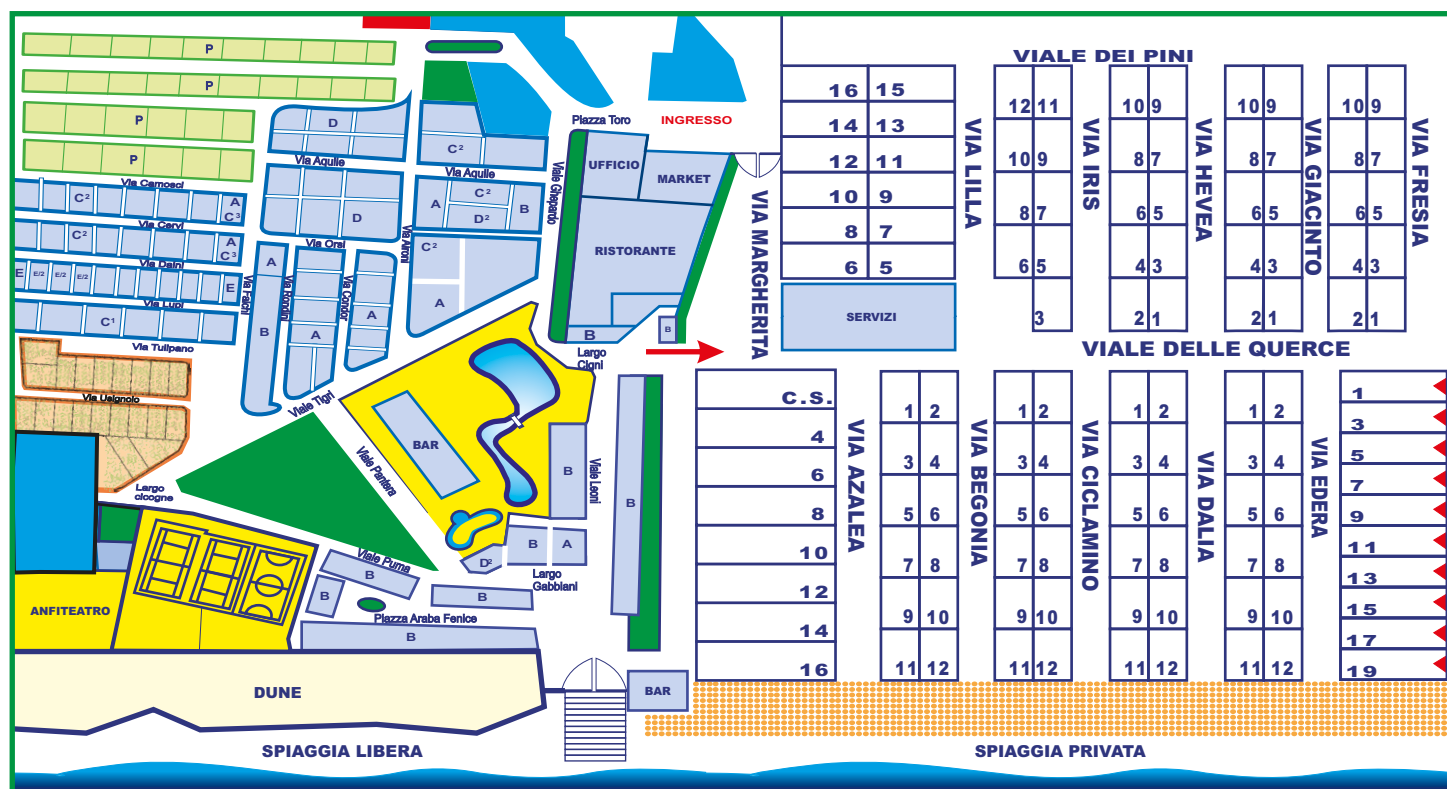 P
P
P
P
D
Via Aquile
D
Via Orsi
C²
Via Aquile
A
C²
D²
B
C²
A
Via Aironi
Via Camosci
C²
A
C³
Via Cervi
C²
A
C³
Via Daini
E
E/2
E/2
E/2
E
Via Lupi
C¹
Via Tulipano
Via Usignolo
Via Falchi
A
B
Via Rondini
A
Via Condor
A
Piazza Toro
Viale Ghepardo
UFFICIO
MARKET
RISTORANTE
B
B
INGRESSO
Largo
Cigni
Viale Tigri
Viale Pantera
BAR
B
Viale Leoni
B
B
A
D²
Largo
Gabbiani
Largo
cicogne
Viale Puma
B
B
B
Piazza Araba Fenice
B
ANFITEATRO
DUNE
BAR
SPIAGGIA LIBERA
SPIAGGIA PRIVATA
VIALE DEI PINI
VIA MARGHERITA
16 15
14 13
12 11
10 9
8 7
6 5
SERVIZI
VIA LILLA
12 11
10 9
8 7
6 5
3
VIA IRIS
10 9
8 7
6 5
4 3
2 1
VIA HEVEA
10 9
8 7
6 5
4 3
2 1
VIA GIACINTO
10 9
8 7
6 5
4 3
2 1
VIA FRESIA
VIALE DELLE QUERCE
C.S.
4
6
8
10
12
14
16
VIA AZALEA
1 2
3 4
5 6
7 8
9 10
11 12
VIA BEGONIA
1 2
3 4
5 6
7 8
9 10
11 12
VIA CICLAMINO
1 2
3 4
5 6
7 8
9 10
11 12
VIA DALIA
1 2
3 4
5 6
7 8
9 10
11 12
VIA EDERA
1
3
5
7
9
11
13
15
17
19